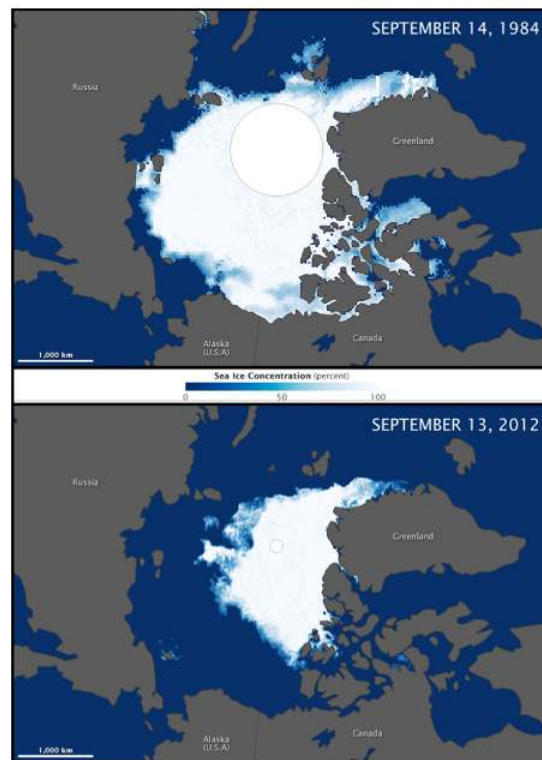 SEPTEMBER 14, 1984
Russia
Greenland
Alaska
(U.S.A)
Canada
1,000 km
Sea Ice Concentration (percent)
0 50 100
SEPTEMBER 13, 2012
Russia
Greenland
Alaska
(U.S.A)
Canada
1,000 km